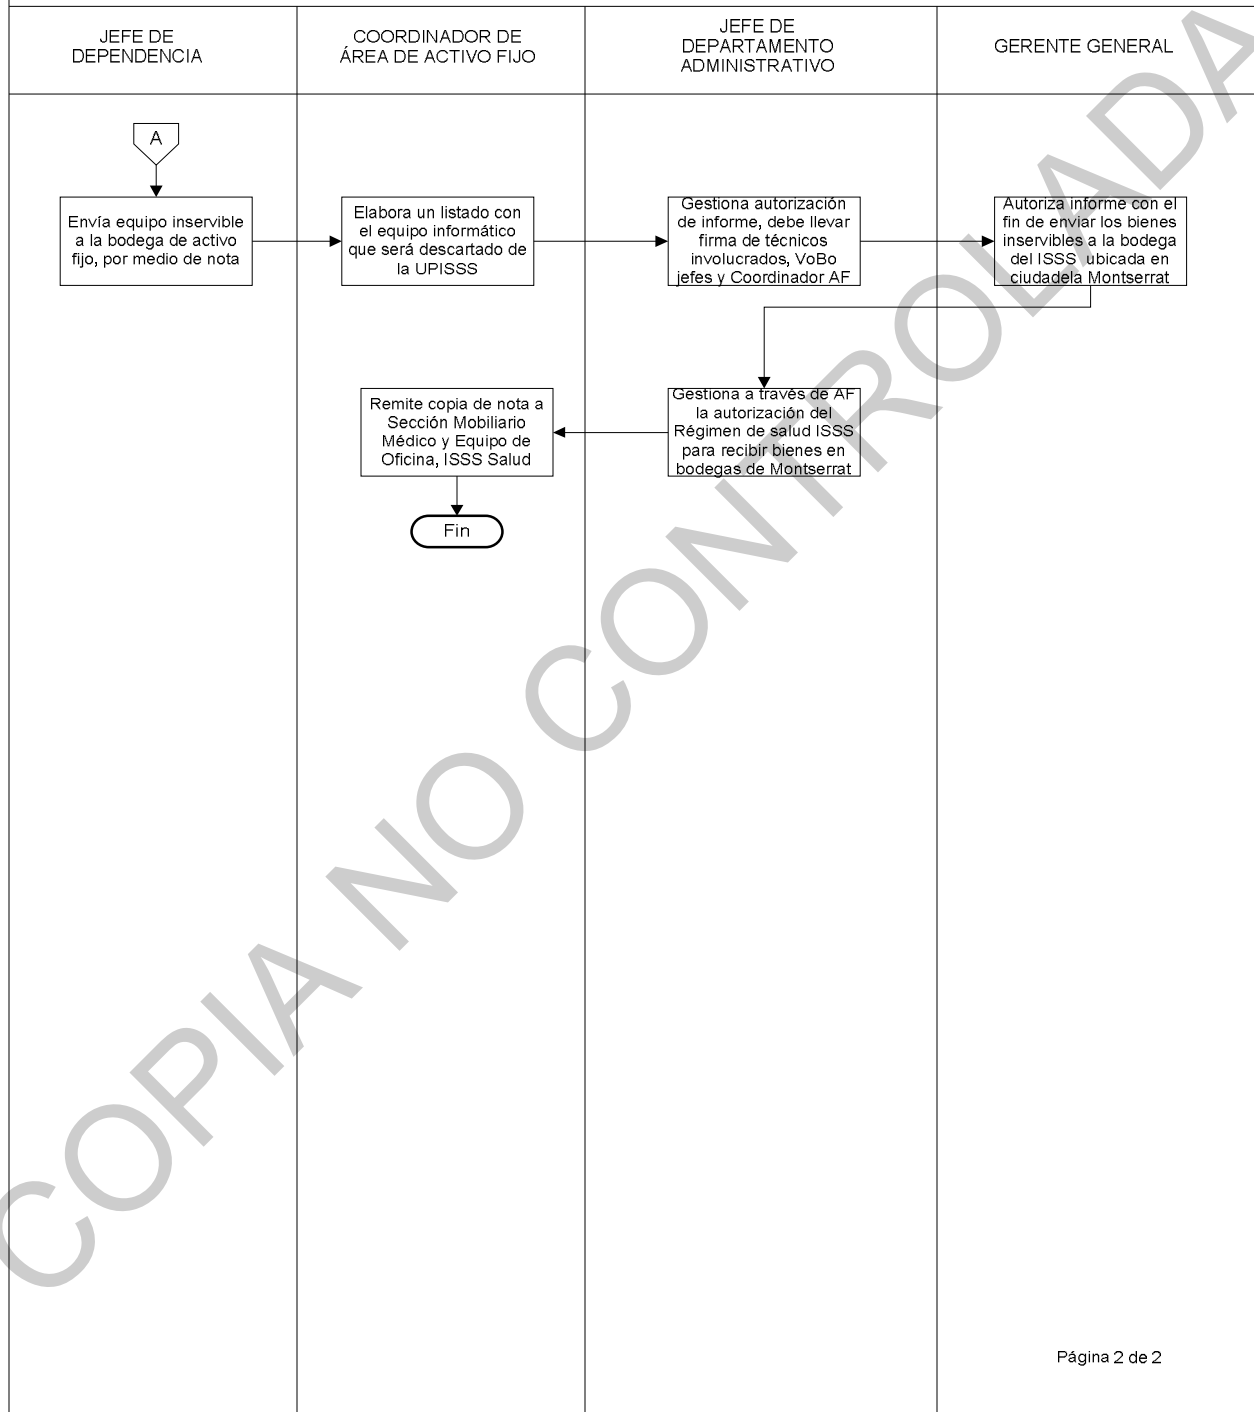 JEFE DE
DEPENDENCIA
COORDINADOR DE
ÁREA DE ACTIVO FIJO
JEFE DE
DEPARTAMENTO
ADMINISTRATIVO
GERENTE GENERAL
A
Envía equipo inservible
a la bodega de activo
fijo, por medio de nota
Elabora un listado con
el equipo informático
que será descartado de
la UPISSS
Gestiona autorización
de informe, debe llevar
firma de técnicos
involucrados, VoBo
jefes y Coordinador AF
Autoriza informe con el
fin de enviar los bienes
inservibles a la bodega
del ISSS ubicada en
ciudadela Montserrat
Remite copia de nota a
Sección Mobiliario
Médico y Equipo de
Oficina, ISSS Salud
Gestiona a través de AF
la autorización del
Régimen de salud ISSS
para recibir bienes en
bodegas de Montserrat
Fin
COPIA NO CONTROLADA
Página 2 de 2